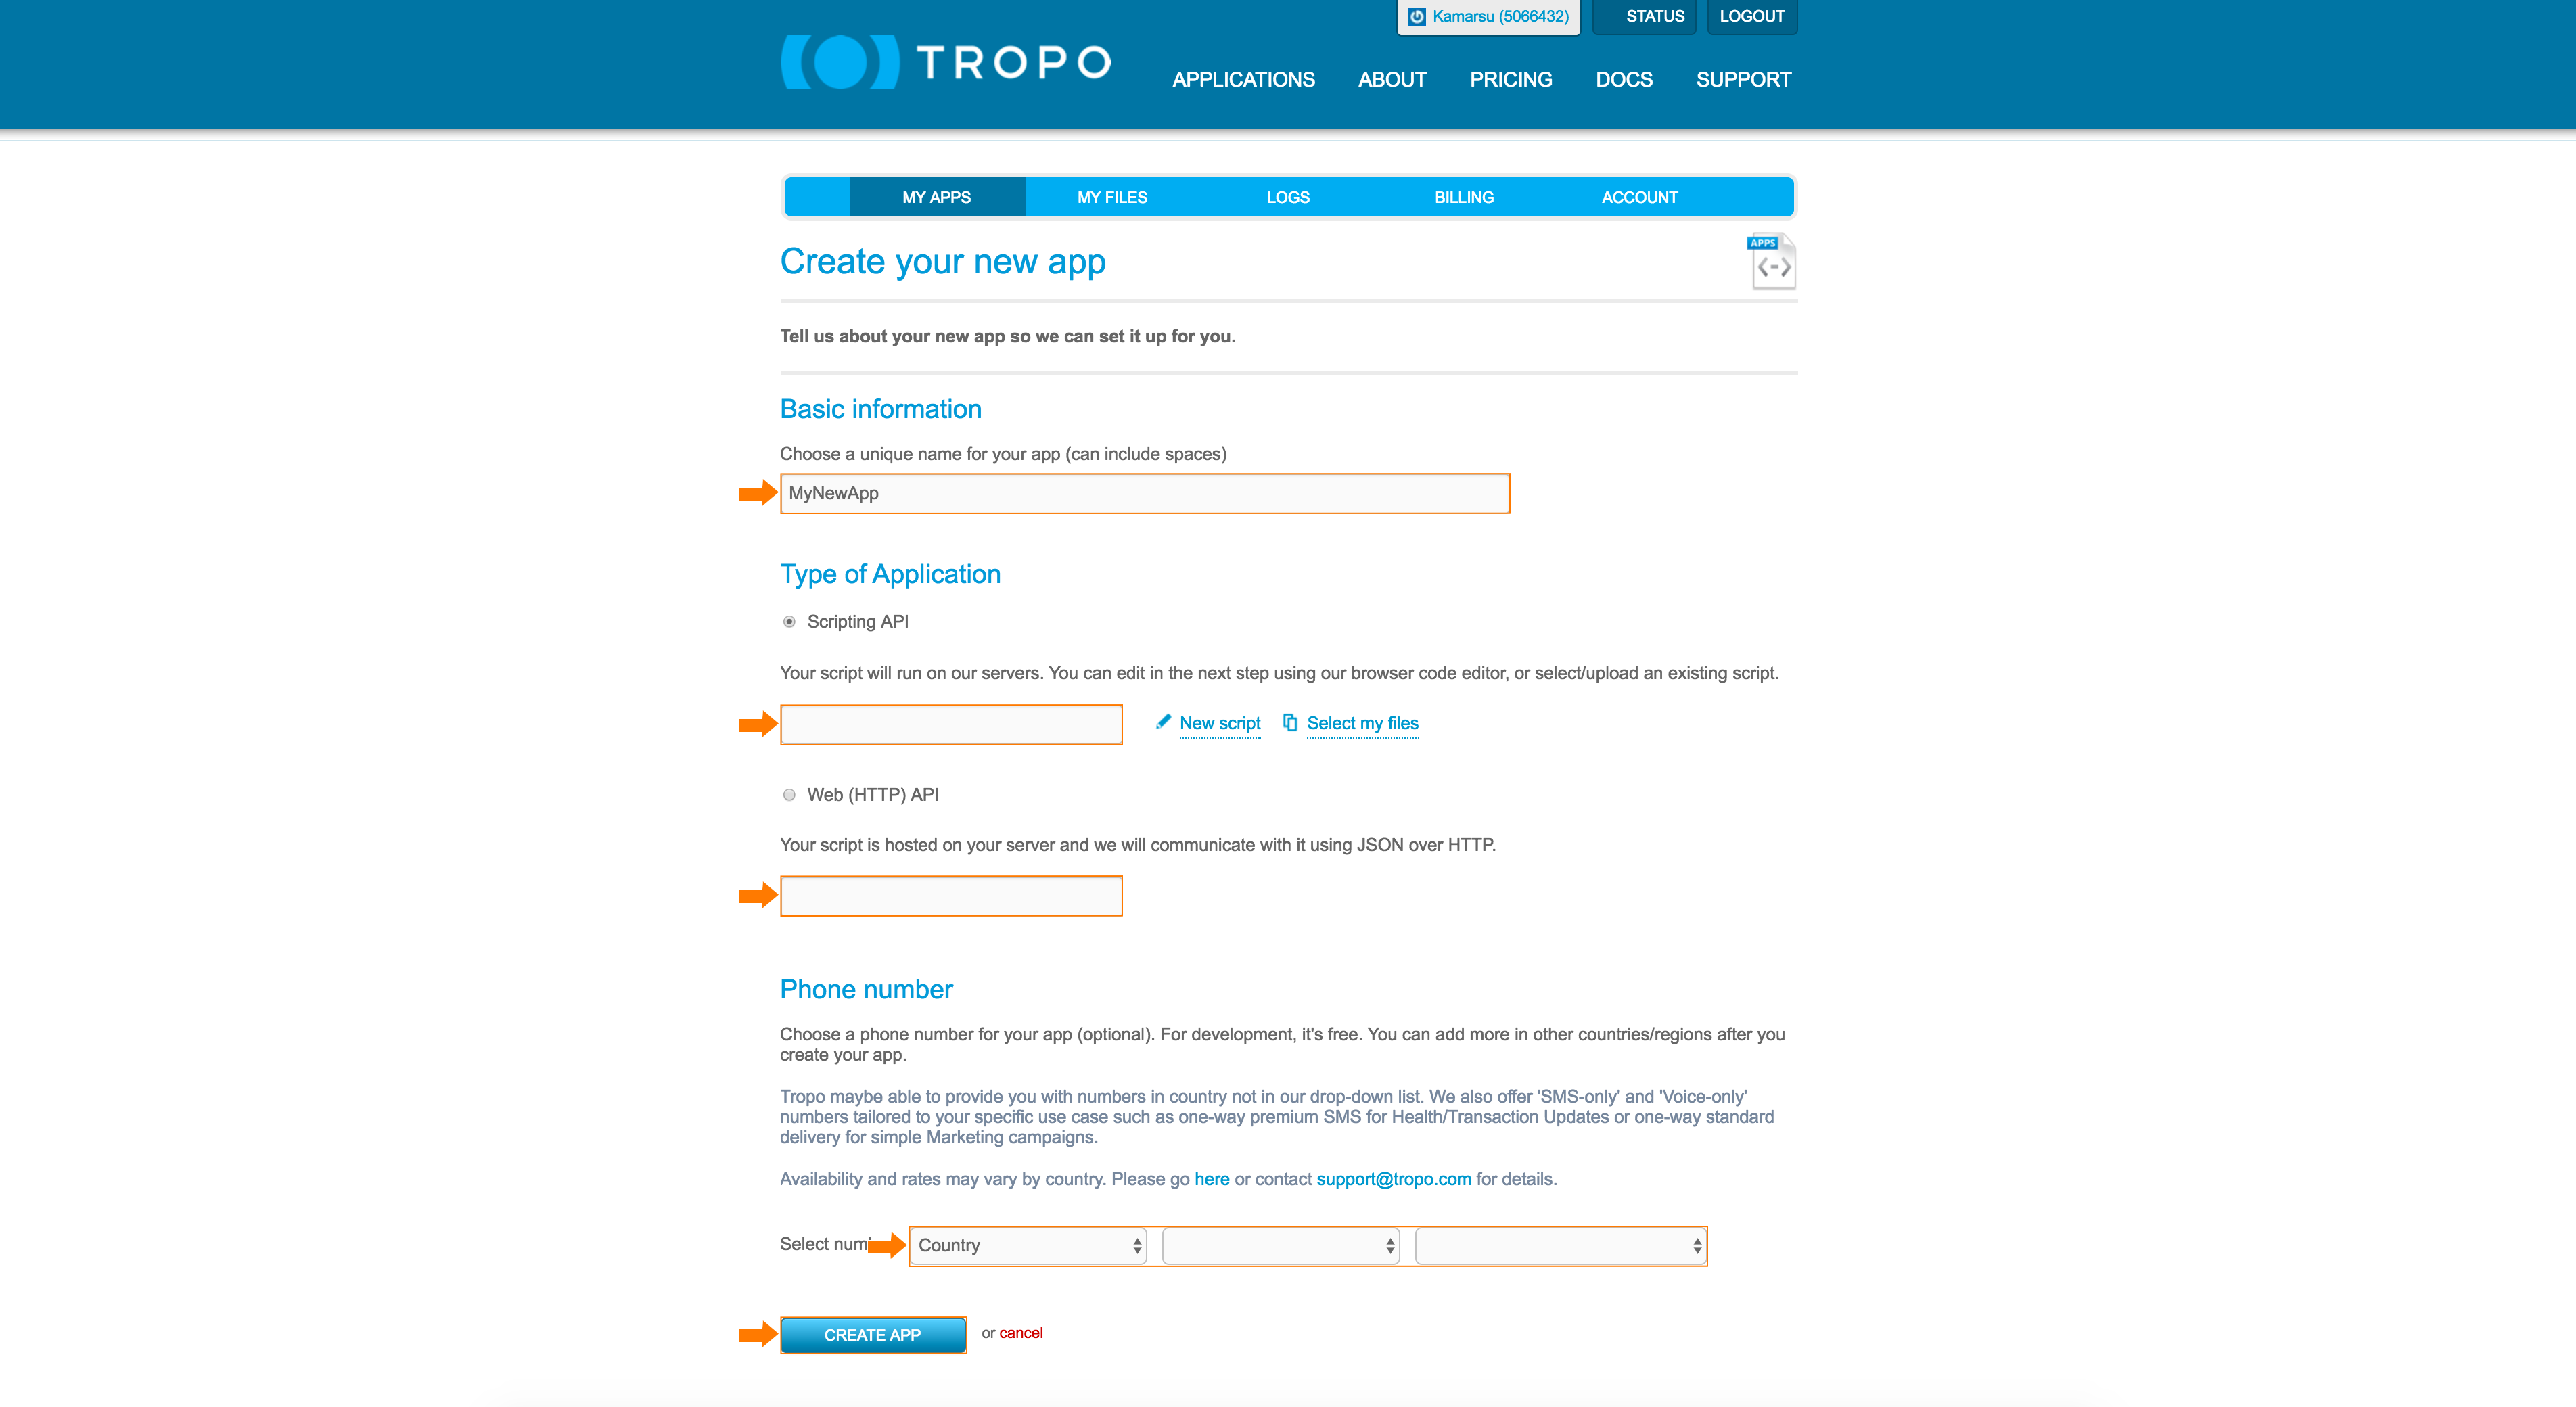 Kamarsu (5066432) STATUS LOGOUT
TROPO
APPLICATIONS ABOUT PRICING DOCS SUPPORT
MY APPS MY FILES LOGS BILLING ACCOUNT
Create your new app
APPS
Tell us about your new app so we can set it up for you.
Basic information
Choose a unique name for your app (can include spaces)
MyNewApp
Type of Application
Scripting API
Your script will run on our servers. You can edit in the next step using our browser code editor, or select/upload an existing script.
New script Select my files
Web (HTTP) API
Your script is hosted on your server and we will communicate with it using JSON over HTTP.
Phone number
Choose a phone number for your app (optional). For development, it's free. You can add more in other countries/regions after you
create your app.
Tropo maybe able to provide you with numbers in country not in our drop-down list. We also offer 'SMS-only' and 'Voice-only'
numbers tailored to your specific use case such as one-way premium SMS for Health/Transaction Updates or one-way standard
delivery for simple Marketing campaigns.
Availability and rates may vary by country. Please go here or contact support@tropo.com for details.
Select Country
CREATE APP or cancel